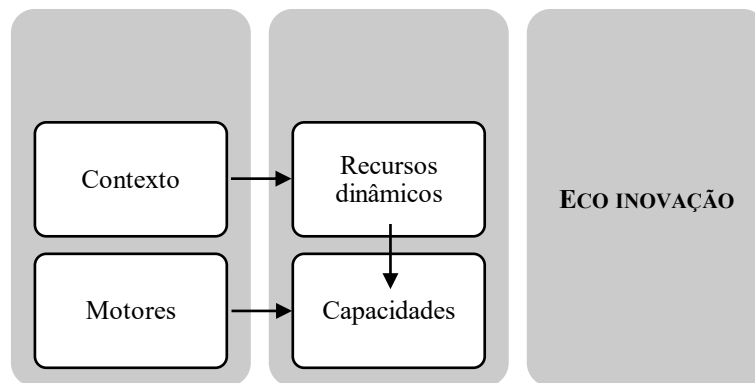 Contexto
Recursos
dinâmicos
ECO INOVAÇÃO
Motores
Capacidades